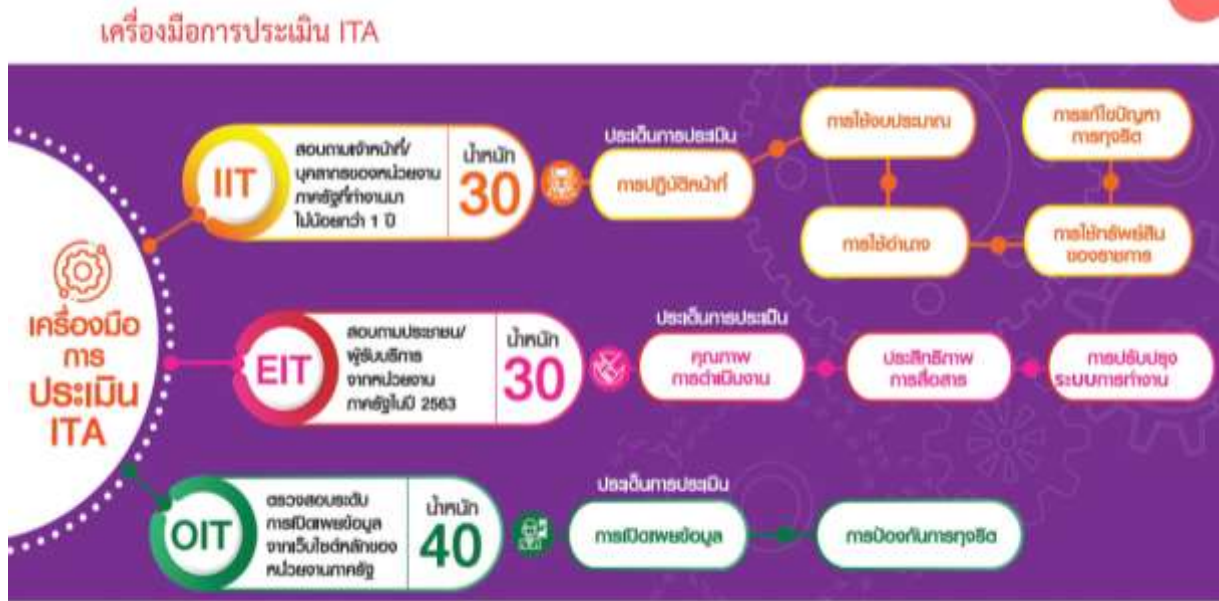 เครื่องมือการประเมิน ITA
เครื่องมือ
การ
ประเมิน
ITA
IIT
สอบถามเจ้าหน้าที่/
บุคลากรของหน่วยงาน
ภาครัฐที่ทำงานมา
ไม่น้อยกว่า 1 ปี
น้ำหนัก
30
ประเด็นการประเมิน
การปฏิบัติหน้าที่
การใช้งบประมาณ
การใช้อำนาจ
การใช้ทรัพย์สิน
ของราชการ
การแก้ไขปัญหา
การทุจริต
EIT
สอบถามประชาชน/
ผู้รับบริการ
จากหน่วยงาน
ภาครัฐในปี 2563
น้ำหนัก
30
ประเด็นการประเมิน
คุณภาพ
การดำเนินงาน
ประสิทธิภาพ
การสื่อสาร
การปรับปรุง
ระบบการทำงาน
OIT
ตรวจสอบระดับ
การเปิดเผยข้อมูล
จากเว็บไซต์หลักของ
หน่วยงานภาครัฐ
น้ำหนัก
40
ประเด็นการประเมิน
การเปิดเผยข้อมูล
การป้องกันการทุจริต